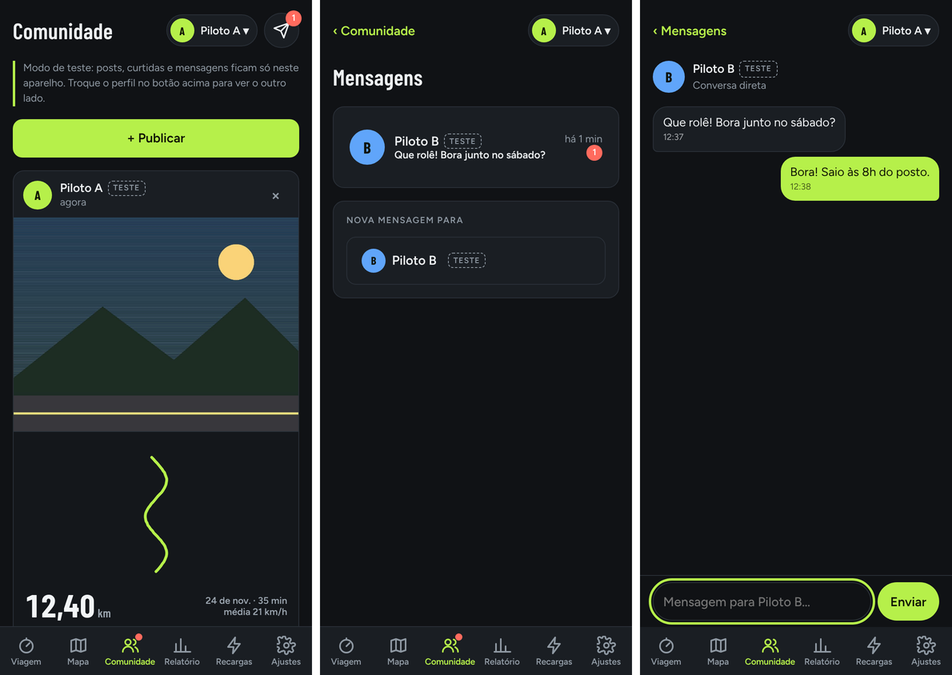 Comunidade
A
Piloto A ▾
1
Modo de teste: posts, curtidas e mensagens ficam só neste
aparelho. Troque o perfil no botão acima para ver o outro
lado.
+ Publicar
A
Piloto A TESTE
agora
×
12,40 km
24 de nov. · 35 min
média 21 km/h
Viagem
Mapa
Comunidade
Relatório
Recargas
Ajustes
‹ Comunidade
A
Piloto A ▾
Mensagens
B
Piloto B TESTE
Que rolê! Bora junto no sábado?
há 1 min
1
NOVA MENSAGEM PARA
B
Piloto B TESTE
Viagem
Mapa
Comunidade
Relatório
Recargas
Ajustes
‹ Mensagens
A
Piloto A ▾
B
Piloto B TESTE
Conversa direta
Que rolê! Bora junto no sábado?
12:37
Bora! Saio às 8h do posto.
12:38
Mensagem para Piloto B...
Enviar
Viagem
Mapa
Comunidade
Relatório
Recargas
Ajustes